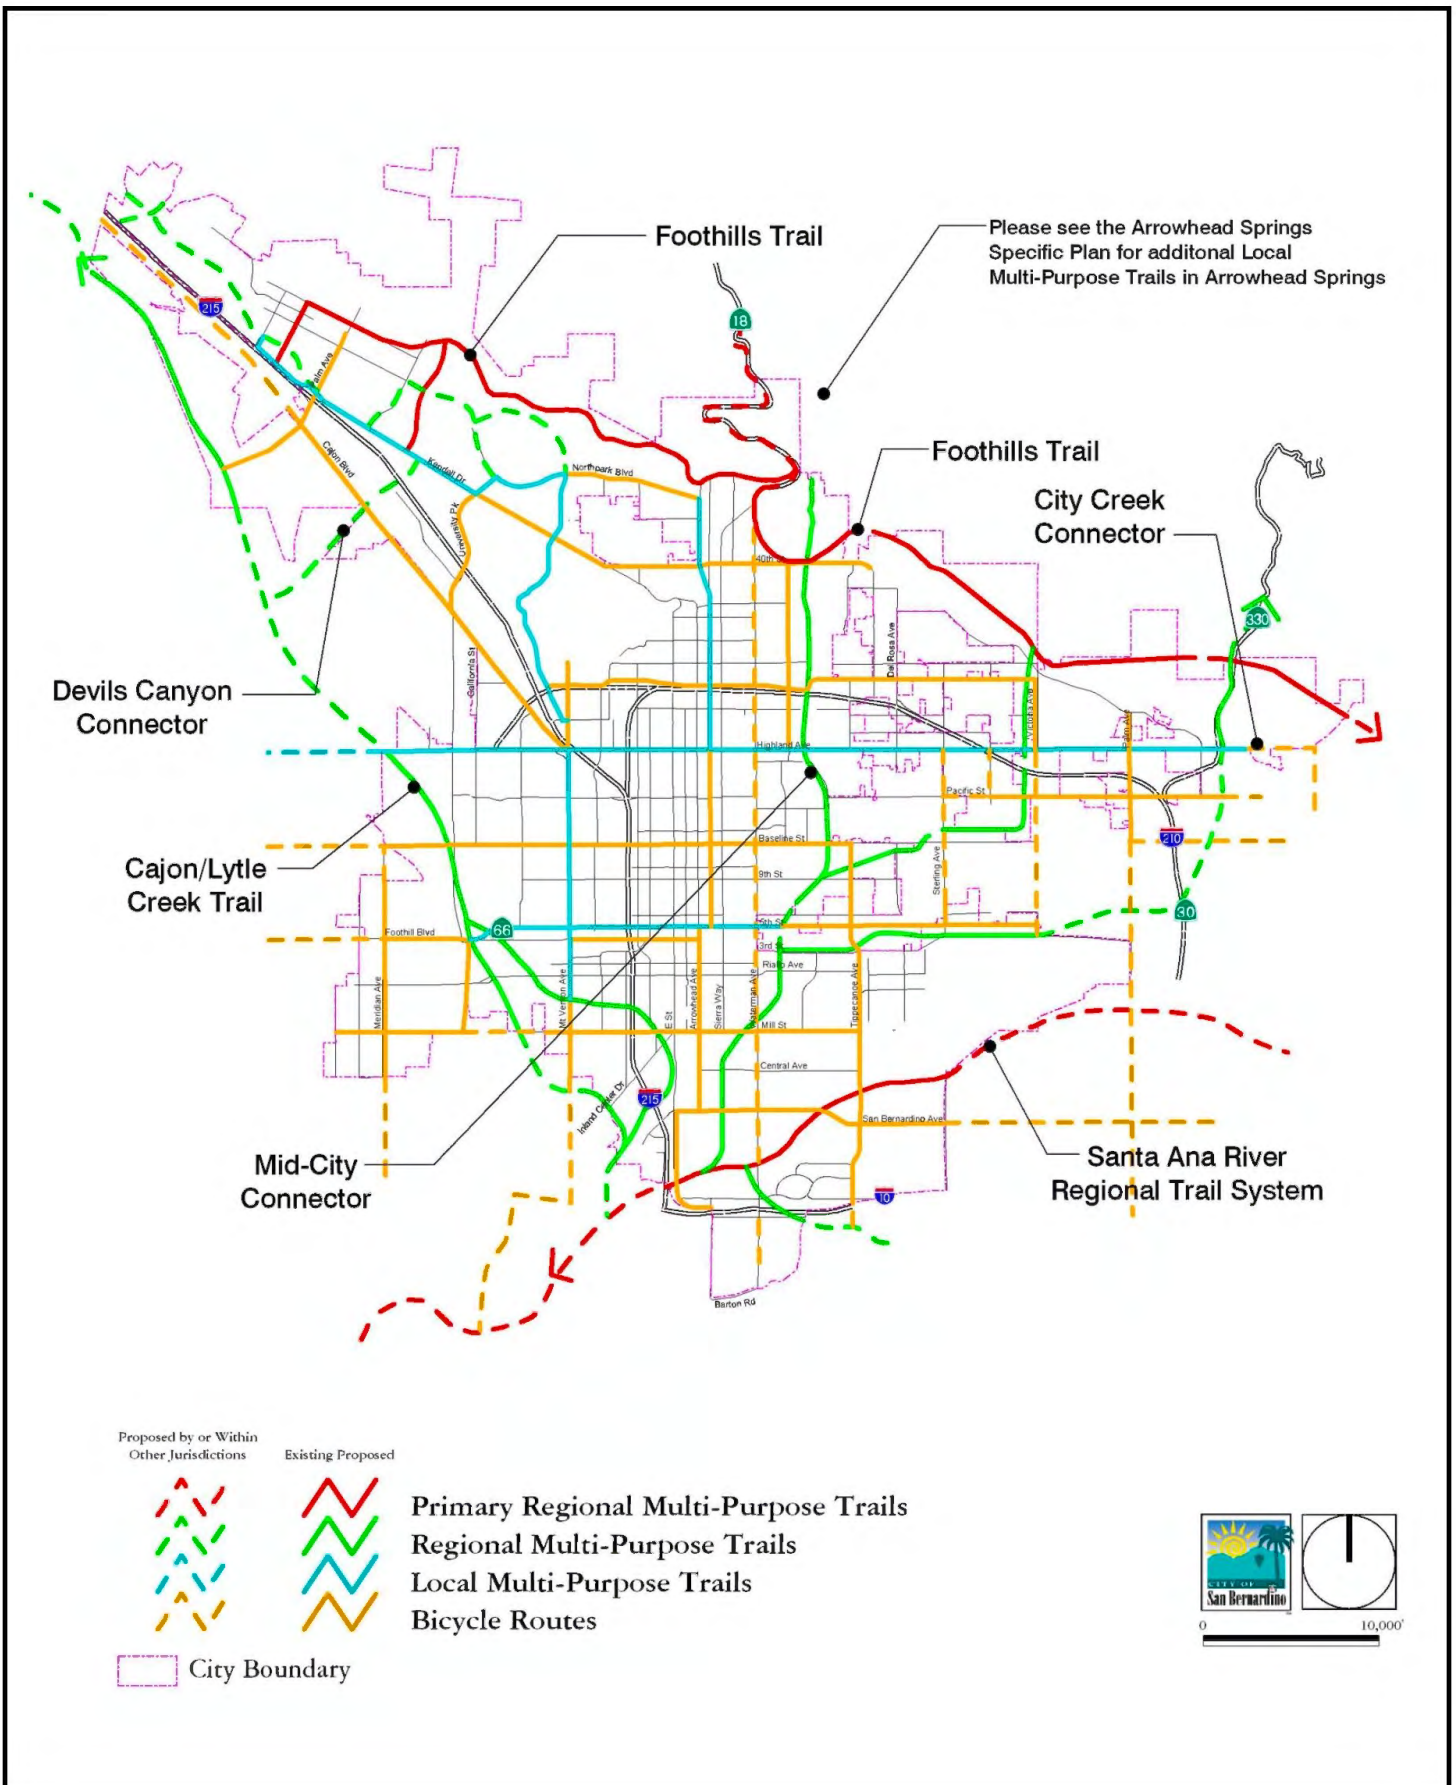 Foothills Trail
Please see the Arrowhead Springs
Specific Plan for additonal Local
Multi-Purpose Trails in Arrowhead Springs
215
18
Palm Ave
Foothills Trail
City Creek
Connector
Cajon Blvd
Kendall Dr
Northpark Blvd
University Pk
40th St
330
Del Rosa Ave
California St
Devils Canyon
Connector
Victoria Ave
Palm Ave
Highland Ave
Pacific St
Cajon/Lytle
Creek Trail
Baseline St
210
9th St
Sterling Ave
30
Foothill Blvd
66
5th St
3rd St
Rialto Ave
Meridian Ave
Mt Vernon Ave
E St
Arrowhead Ave
Sierra Way
Waterman Ave
Tippecanoe Ave
Mill St
Central Ave
Inland Center Dr
215
San Bernardino Ave
Mid-City
Connector
Santa Ana River
Regional Trail System
10
Barton Rd
Proposed by or Within
Other Jurisdictions
Existing Proposed
Primary Regional Multi-Purpose Trails
Regional Multi-Purpose Trails
Local Multi-Purpose Trails
Bicycle Routes
City Boundary
CITY OF
San Bernardino
0
10,000'